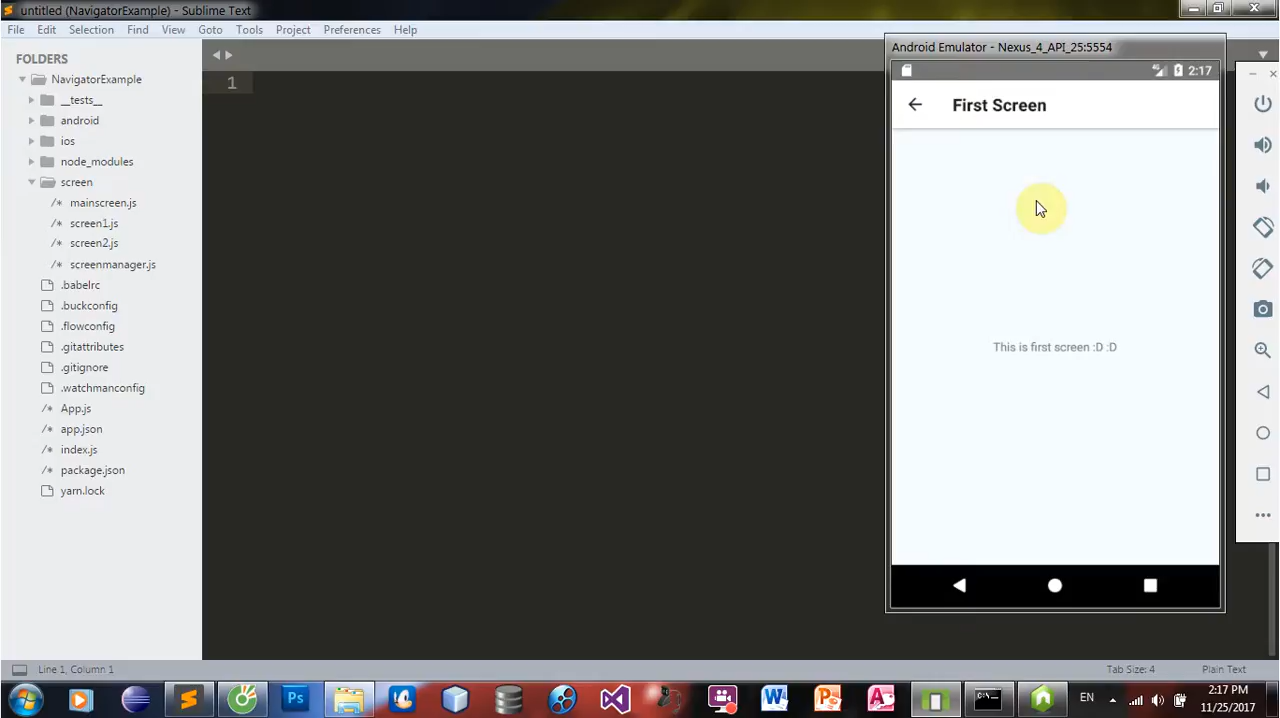 untitled (NavigatorExample) - Sublime Text
File Edit Selection Find View Goto Tools Project Preferences Help
FOLDERS
NavigatorExample
__tests__
android
ios
node_modules
screen
/* mainscreen.js
/* screen1.js
/* screen2.js
/* screenmanager.js
.babelrc
.buckconfig
.flowconfig
.gitattributes
.gitignore
.watchmanconfig
/* App.js
/* app.json
/* index.js
/* package.json
yarn.lock
1
Android Emulator - Nexus_4_API_25:5554
2:17
First Screen
This is first screen :D :D
Line 1, Column 1
Tab Size: 4
Plain Text
Ps
EN
2:17 PM
11/25/2017